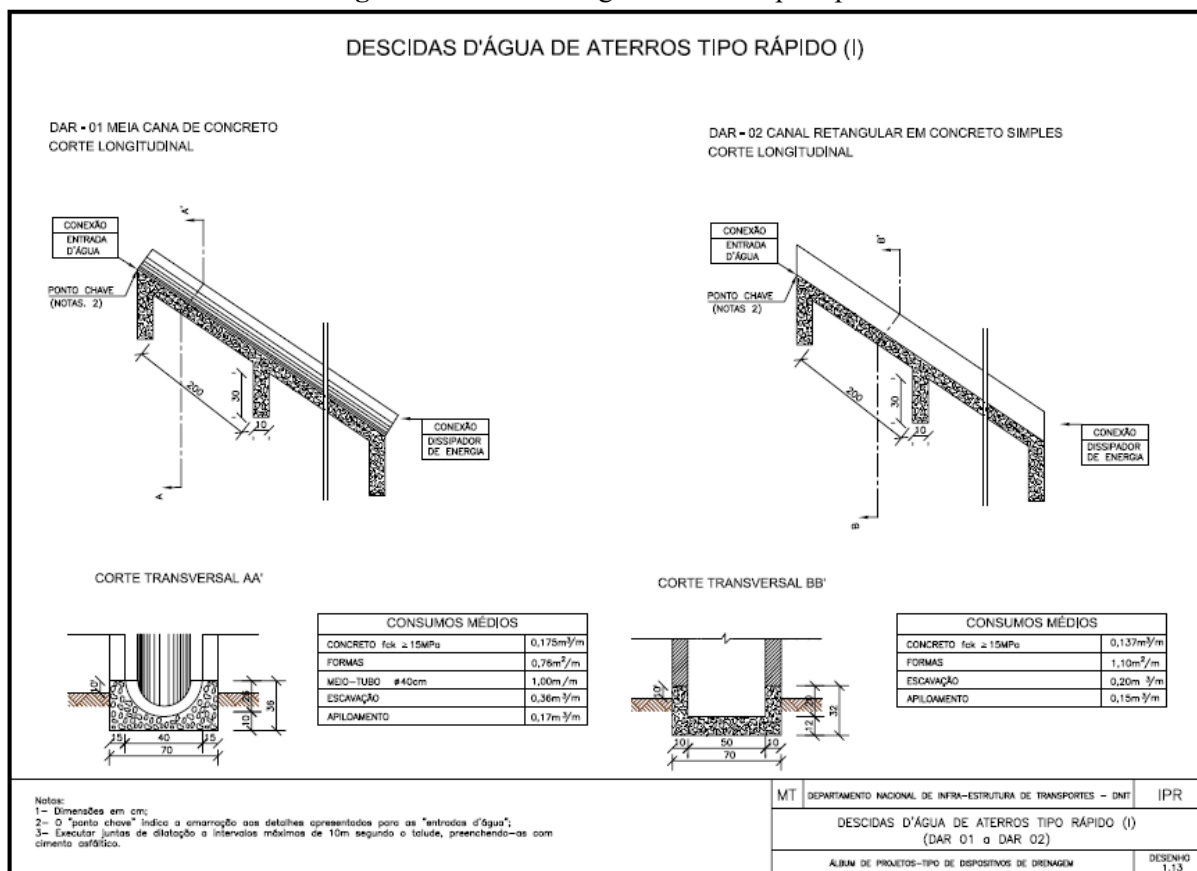 DESCIDAS D'ÁGUA DE ATERROS TIPO RÁPIDO (I)
DAR - 01 MEIA CANA DE CONCRETO
CORTE LONGITUDINAL
A'
CONEXÃO
ENTRADA
D'ÁGUA
PONTO CHAVE
(NOTAS. 2)
200
30
10
CONEXÃO
DISSIPADOR
DE ENERGIA
A
DAR - 02 CANAL RETANGULAR EM CONCRETO SIMPLES
CORTE LONGITUDINAL
B'
CONEXÃO
ENTRADA
D'ÁGUA
PONTO CHAVE
(NOTAS 2)
200
30
10
CONEXÃO
DISSIPADOR
DE ENERGIA
B
CORTE TRANSVERSAL AA'
10
10
36
15 40 15
70
CONSUMOS MÉDIOS
CONCRETO fck ≥ 15MPa 0,175m³/m
FORMAS 0,76m²/m
MEIO-TUBO ø40cm 1,00m/m
ESCAVAÇÃO 0,36m³/m
APILOAMENTO 0,17m³/m
CORTE TRANSVERSAL BB'
10
20
12
32
10 50 10
70
CONSUMOS MÉDIOS
CONCRETO fck ≥ 15MPa 0,137m³/m
FORMAS 1,10m²/m
ESCAVAÇÃO 0,20m³/m
APILOAMENTO 0,15m³/m
Notas:
1- Dimensões em cm;
2- O "ponto chave" indica a amarração aos detalhes apresentados para as "entradas d'água";
3- Executar juntas de dilatação a intervalos máximos de 10m segundo o talude, preenchendo-as com
cimento asfáltico.
MT DEPARTAMENTO NACIONAL DE INFRA-ESTRUTURA DE TRANSPORTES - DNIT IPR
DESCIDAS D'ÁGUA DE ATERROS TIPO RÁPIDO (I)
(DAR 01 a DAR 02)
ÁLBUM DE PROJETOS-TIPO DE DISPOSITIVOS DE DRENAGEM
DESENHO
1.13